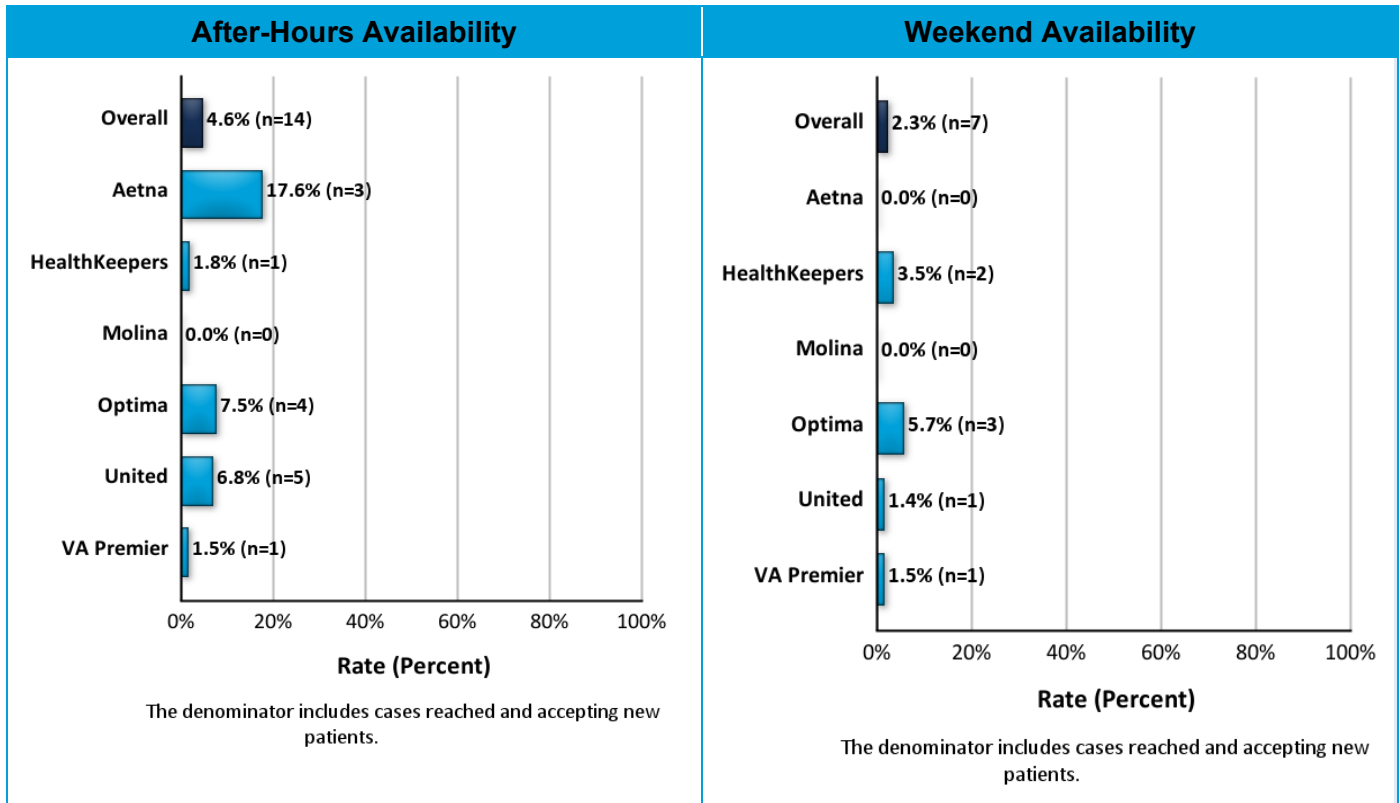 After-Hours Availability
Overall 4.6% (n=14)
Aetna 17.6% (n=3)
HealthKeepers 1.8% (n=1)
Molina 0.0% (n=0)
Optima 7.5% (n=4)
United 6.8% (n=5)
VA Premier 1.5% (n=1)
0% 20% 40% 60% 80% 100%
Rate (Percent)
The denominator includes cases reached and accepting new
patients.
Weekend Availability
Overall 2.3% (n=7)
Aetna 0.0% (n=0)
HealthKeepers 3.5% (n=2)
Molina 0.0% (n=0)
Optima 5.7% (n=3)
United 1.4% (n=1)
VA Premier 1.5% (n=1)
0% 20% 40% 60% 80% 100%
Rate (Percent)
The denominator includes cases reached and accepting new
patients.